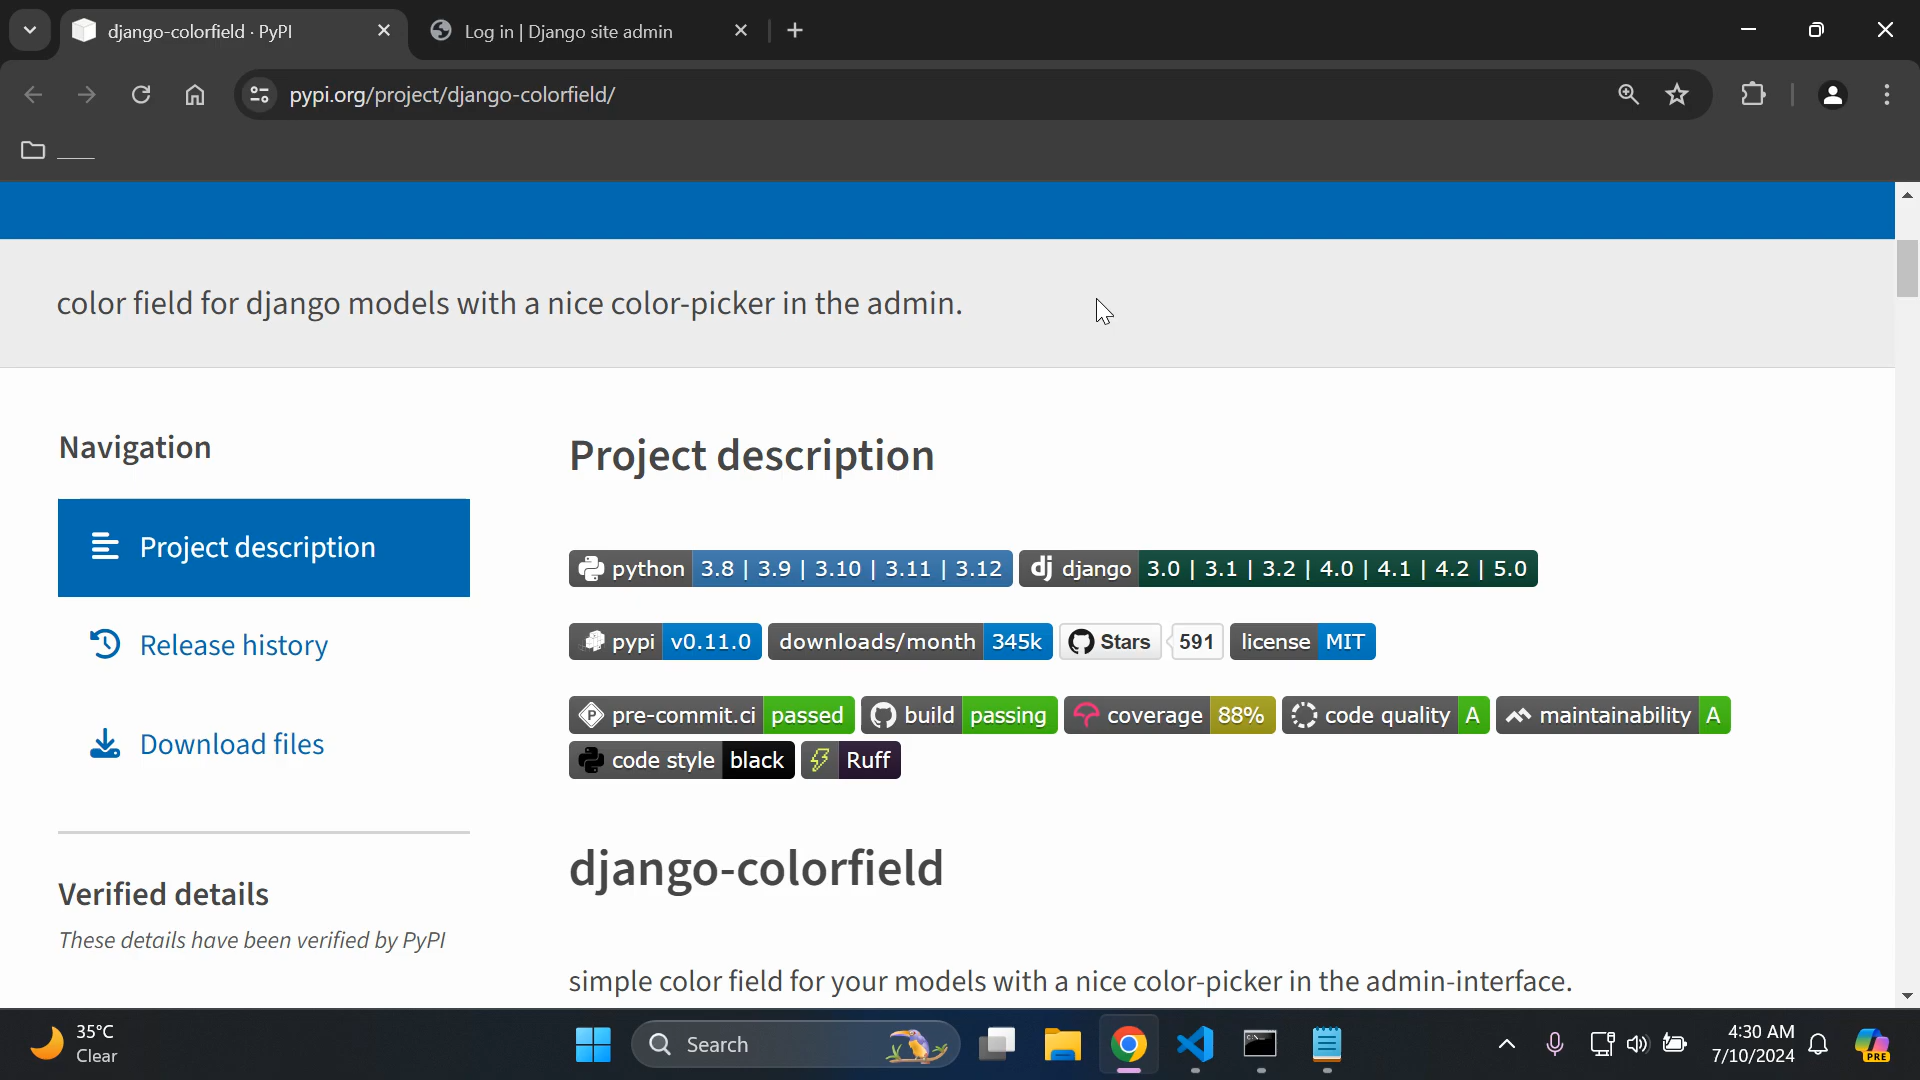 django-colorfield · PyPI
Log in | Django site admin
pypi.org/project/django-colorfield/
color field for django models with a nice color-picker in the admin.
Navigation
Project description
Release history
Download files
Verified details
These details have been verified by PyPI
Project description
python 3.8 | 3.9 | 3.10 | 3.11 | 3.12 dj django 3.0 | 3.1 | 3.2 | 4.0 | 4.1 | 4.2 | 5.0
pypi v0.11.0 downloads/month 345k Stars 591 license MIT
P pre-commit.ci passed build passing coverage 88% code quality A maintainability A
code style black Ruff
django-colorfield
simple color field for your models with a nice color-picker in the admin-interface.
35°C
Clear
Search
4:30 AM
7/10/2024
PRE